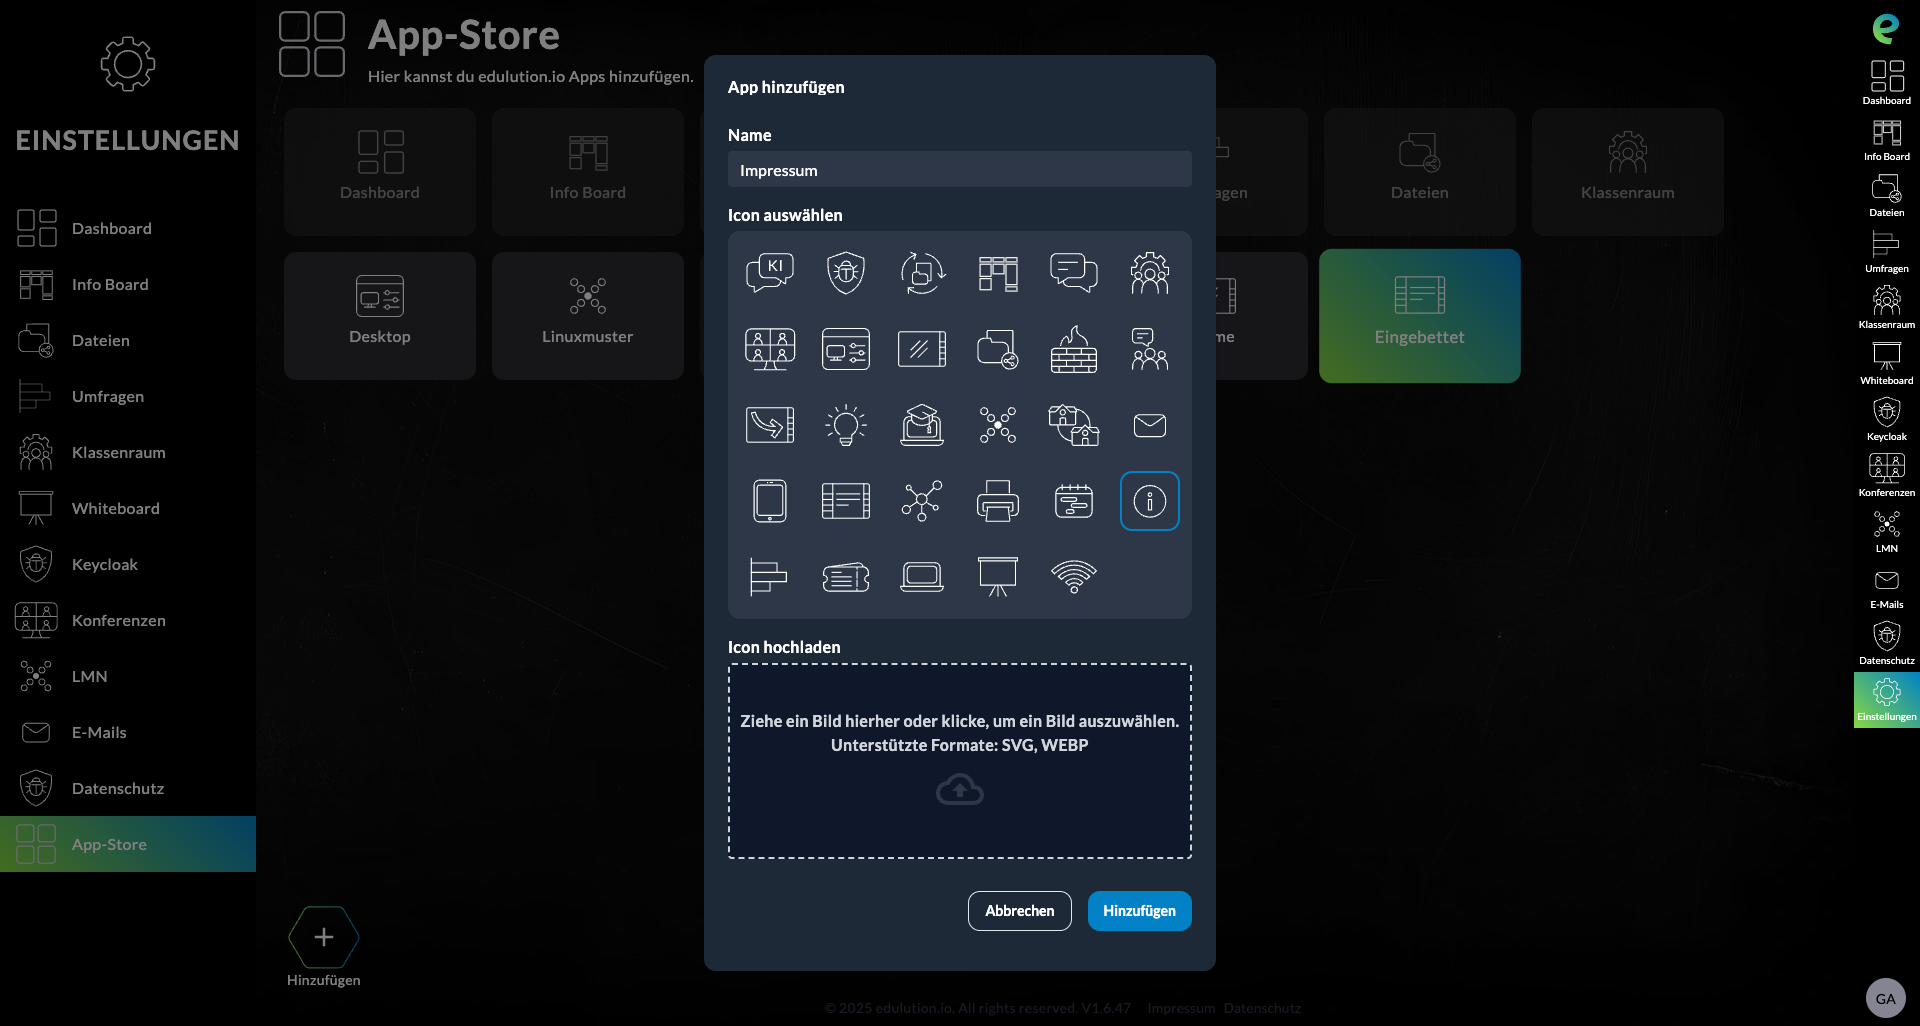 EINSTELLUNGEN
Dashboard
Info Board
Dateien
Umfragen
Klassenraum
Whiteboard
Keycloak
Konferenzen
LMN
E-Mails
Datenschutz
App-Store
App-Store
Hier kannst du edulution.io Apps hinzufügen.
Dashboard
Info Board
Dateien
Klassenraum
Desktop
Linuxmuster
Eingebettet
App hinzufügen
Name
Impressum
Icon auswählen
KI
Icon hochladen
Ziehe ein Bild hierher oder klicke, um ein Bild auszuwählen.
Unterstützte Formate: SVG, WEBP
Abbrechen
Hinzufügen
Hinzufügen
© 2025 edulution.io. All rights reserved. V1.6.47 Impressum Datenschutz
Dashboard
Info Board
Dateien
Umfragen
Klassenraum
Whiteboard
Keycloak
Konferenzen
LMN
E-Mails
Datenschutz
Einstellungen
GA